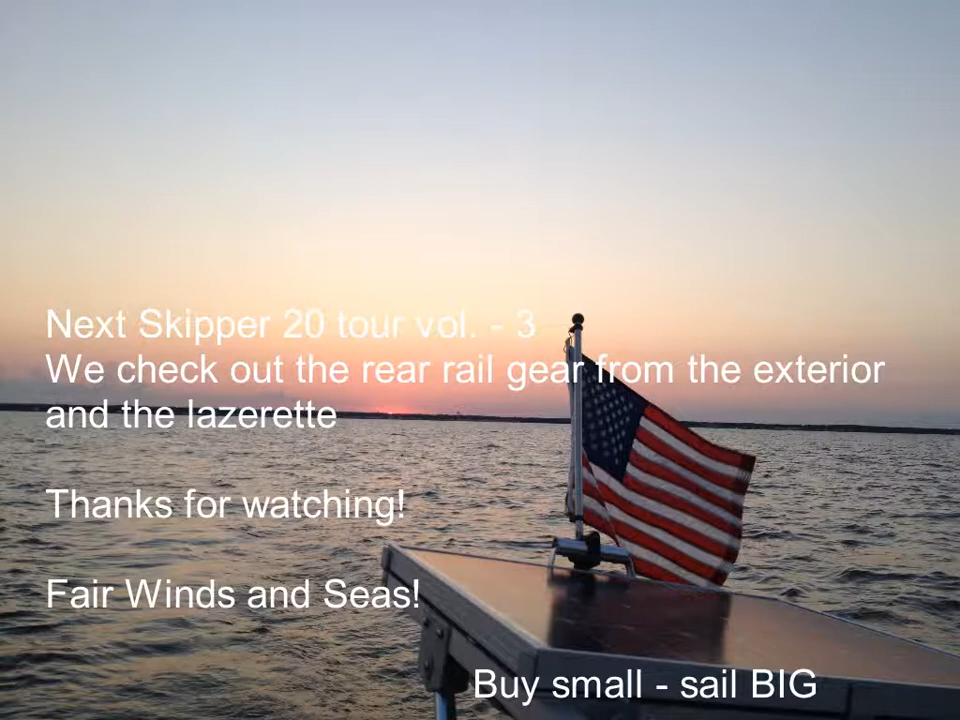 Next Skipper 20 tour vol. - 3
We check out the rear rail gear from the exterior
and the lazerette
Thanks for watching!
Fair Winds and Seas!
Buy small - sail BIG